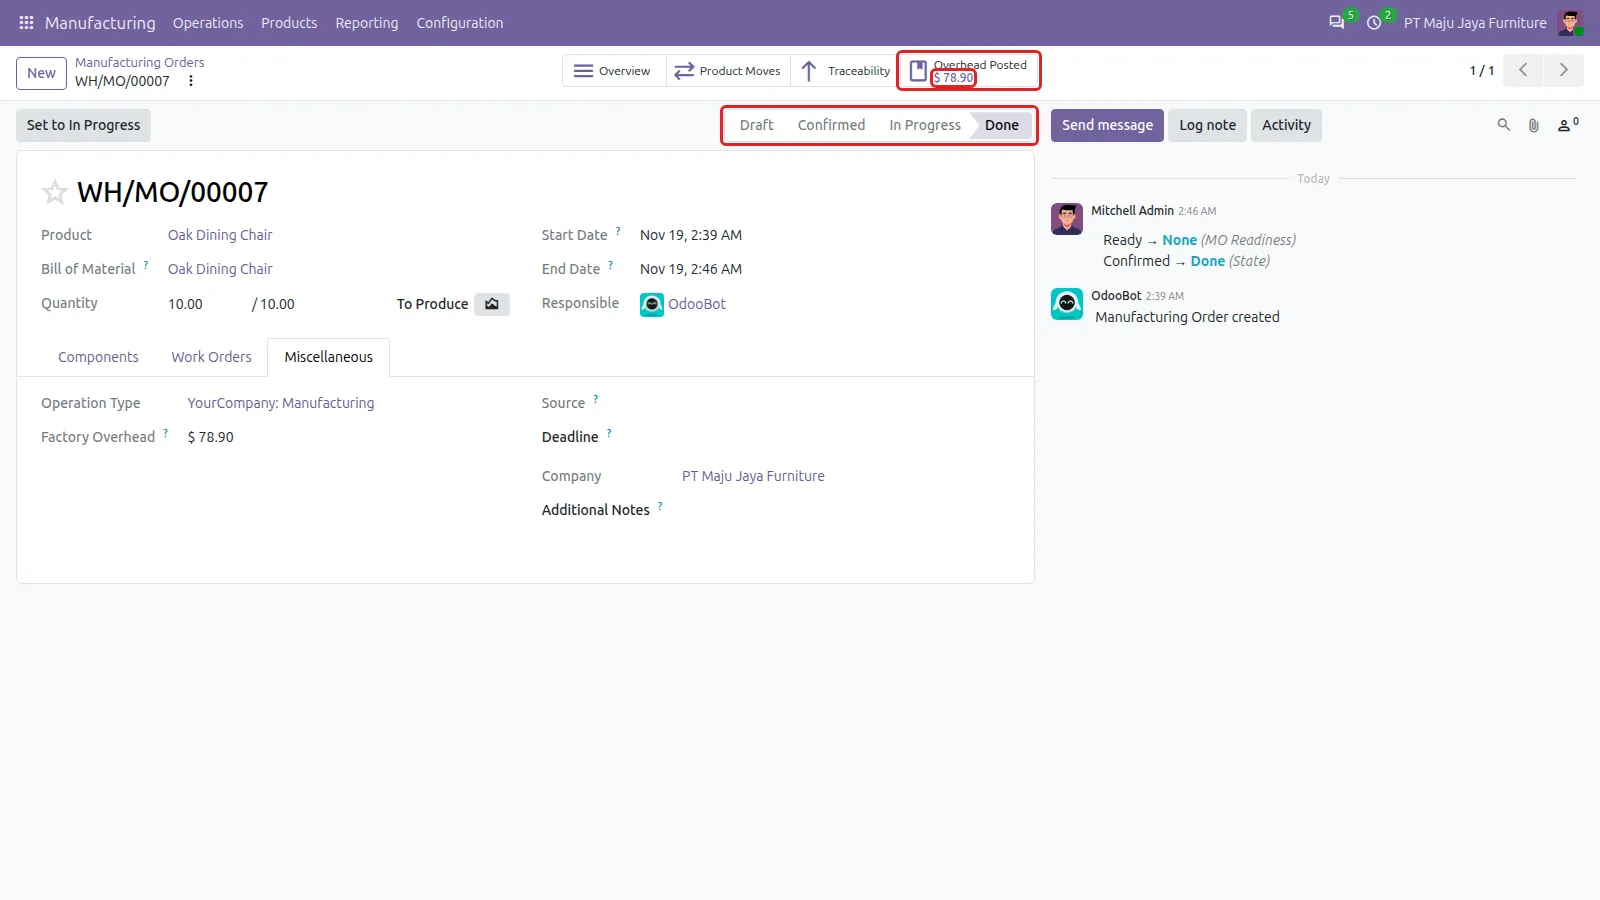 Manufacturing Operations Products Reporting Configuration 5 2 PT Maju Jaya Furniture
New Manufacturing Orders
WH/MO/00007
Overview Product Moves Traceability Overhead Posted
$ 78.90
1 / 1
Set to In Progress Draft Confirmed In Progress Done Send message Log note Activity 0
WH/MO/00007
Product Oak Dining Chair
Bill of Material ? Oak Dining Chair
Quantity 10.00 / 10.00 To Produce
Start Date ? Nov 19, 2:39 AM
End Date ? Nov 19, 2:46 AM
Responsible OdooBot
Components Work Orders Miscellaneous
Operation Type YourCompany: Manufacturing
Factory Overhead ? $ 78.90
Source ?
Deadline ?
Company PT Maju Jaya Furniture
Additional Notes ?
Today
Mitchell Admin 2:46 AM
Ready → None (MO Readiness)
Confirmed → Done (State)
OdooBot 2:39 AM
Manufacturing Order created